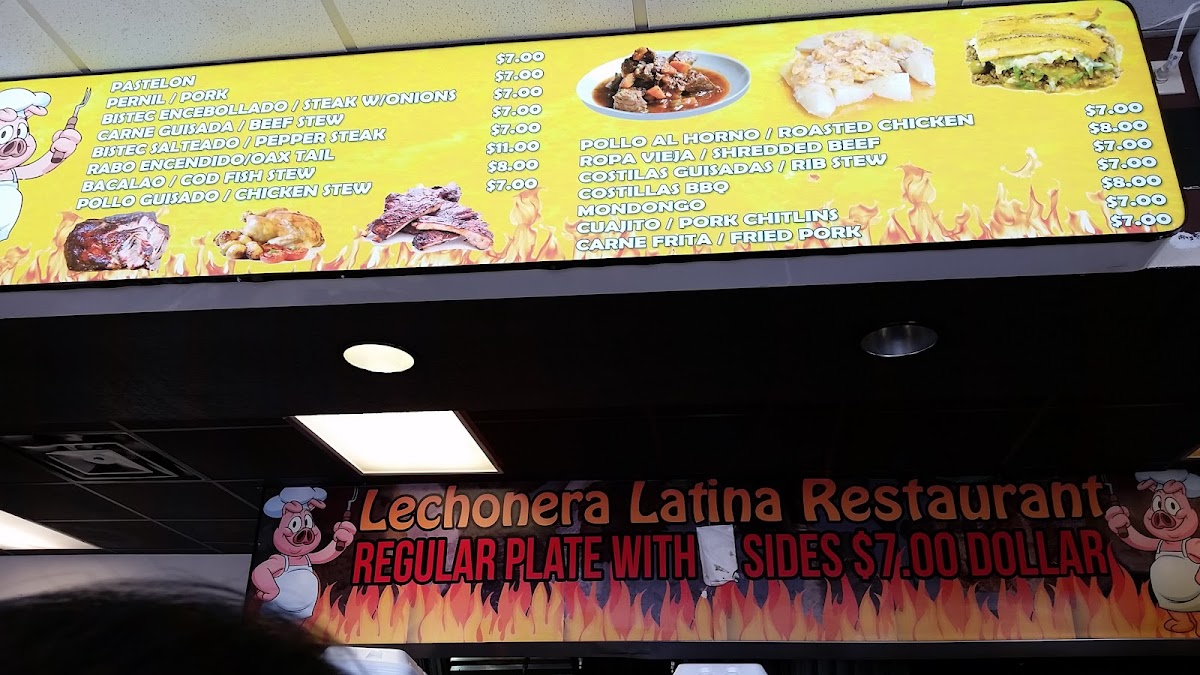 PASTELON $7.00
PERNIL / PORK $7.00
BISTEC ENCEBOLLADO / STEAK W/ONIONS $7.00
CARNE GUISADA / BEEF STEW $7.00
BISTEC SALTEADO / PEPPER STEAK $7.00
RABO ENCENDIDO/OAX TAIL $11.00
BACALAO / COD FISH STEW $8.00
POLLO GUISADO / CHICKEN STEW $7.00
POLLO AL HORNO / ROASTED CHICKEN $7.00
ROPA VIEJA / SHREDDED BEEF $8.00
COSTILAS GUISADAS / RIB STEW $7.00
COSTILLAS BBQ $7.00
MONDONGO $8.00
CUAJITO / PORK CHITLINS $7.00
CARNE FRITA / FRIED PORK $7.00
Lechonera Latina Restaurant
REGULAR PLATE WITH SIDES $7.00 DOLLAR